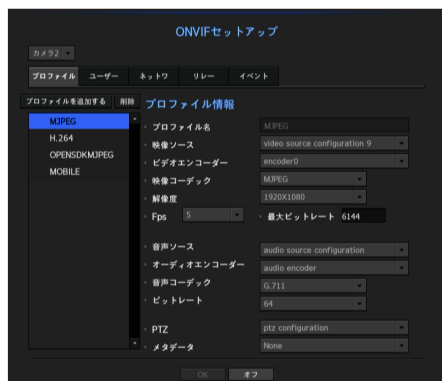 ONVIFセットアップ
カメラ2
プロファイル ユーザー ネットワ リレー イベント
プロファイルを追加する 削除 プロファイル情報
MJPEG
H.264
OPENSDKMJPEG
MOBILE
プロファイル名 MJPEG
映像ソース video source configuration 9
ビデオエンコーダー encoder0
映像コーデック MJPEG
解像度 1920X1080
Fps 5 最大ビットレート 6144
音声ソース audio source configuration
オーディオエンコーダー audio encoder
音声コーデック G.711
ビットレート 64
PTZ ptz configuration
メタデータ None
OK オフ